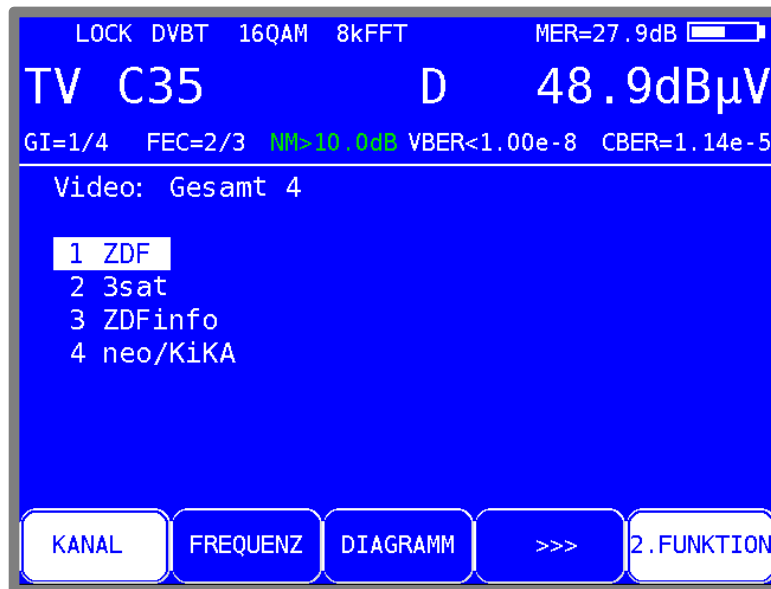 LOCK DVBT 16QAM 8kFFT MER=27.9dB
TV C35 D 48.9dBµV
GI=1/4 FEC=2/3 NM>10.0dB VBER<1.00e-8 CBER=1.14e-5
Video: Gesamt 4
1 ZDF
2 3sat
3 ZDFinfo
4 neo/KiKA
KANAL FREQUENZ DIAGRAMM >>> 2.FUNKTION